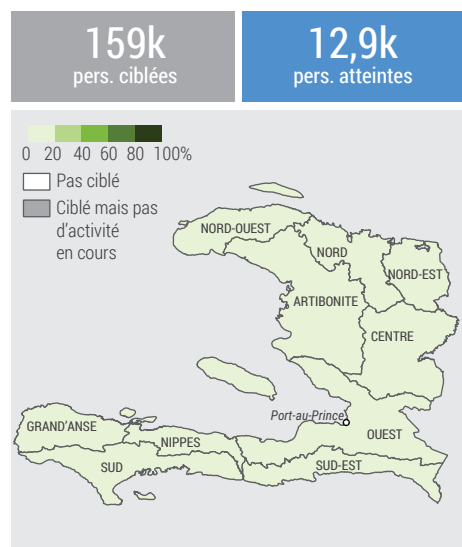 159k
pers. ciblées
12,9k
pers. atteintes
0 20 40 60 80 100%
Pas ciblé
Ciblé mais pas
d'activité
en cours
NORD-OUEST
NORD
NORD-EST
ARTIBONITE
CENTRE
Port-au-Prince
GRAND'ANSE
OUEST
NIPPES
SUD
SUD-EST